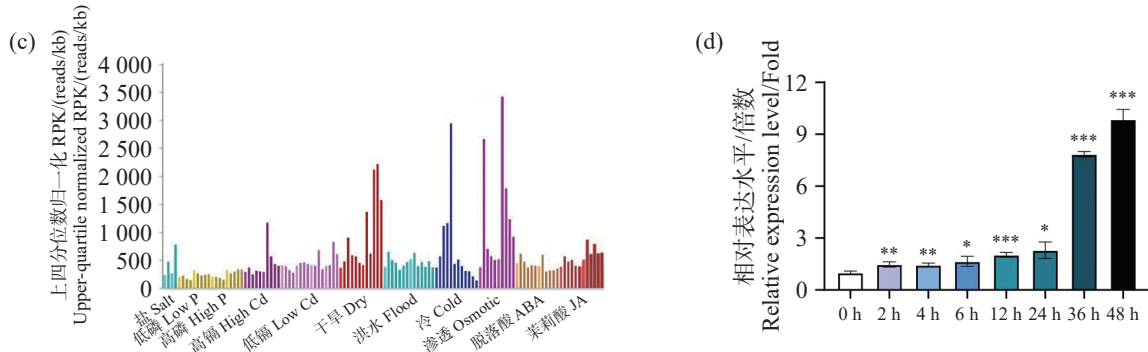 (c)
上四分位数归一化 RPK/(reads/kb)
Upper-quartile normalized RPK/(reads/kb)
4 000
3 500
3 000
2 500
2 000
1 500
1 000
500
0
盐 Salt
低磷 Low P
高磷 High P
高镉 High Cd
低镉 Low Cd
干旱 Dry
洪水 Flood
冷 Cold
渗透 Osmotic
脱落酸 ABA
茉莉酸 JA
(d)
相对表达水平/倍数
Relative expression level/Fold
12
9
6
3
0
**
**
*
***
*
***
***
0 h
2 h
4 h
6 h
12 h
24 h
36 h
48 h